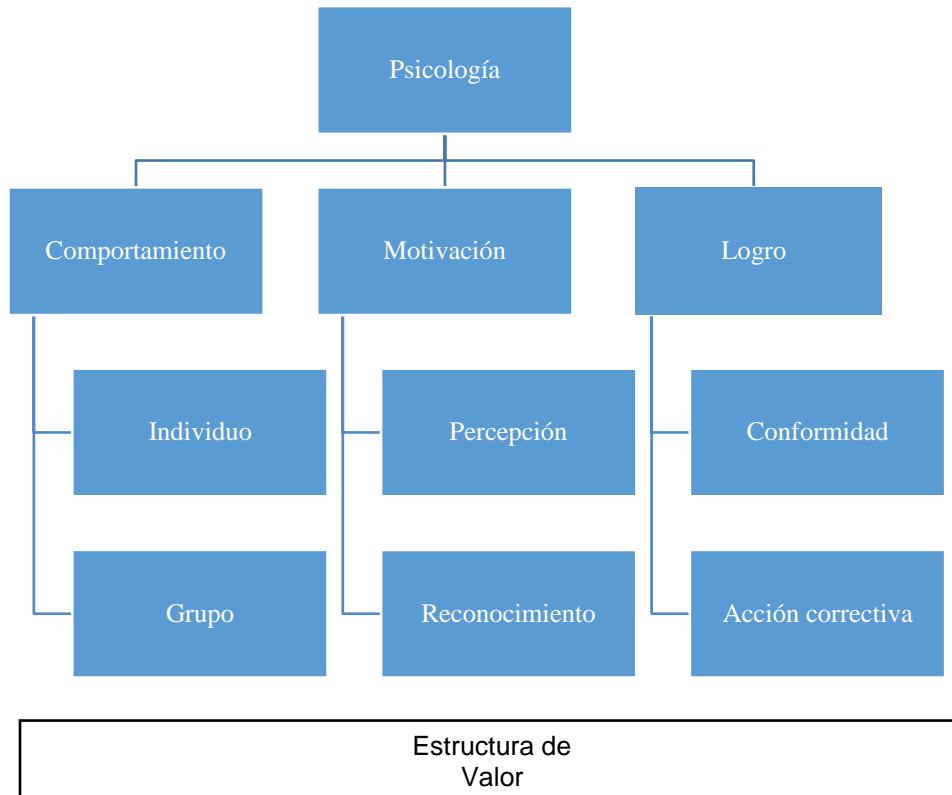 Psicología
Comportamiento
Motivación
Logro
Individuo
Percepción
Conformidad
Grupo
Reconocimiento
Acción correctiva
Estructura de
Valor